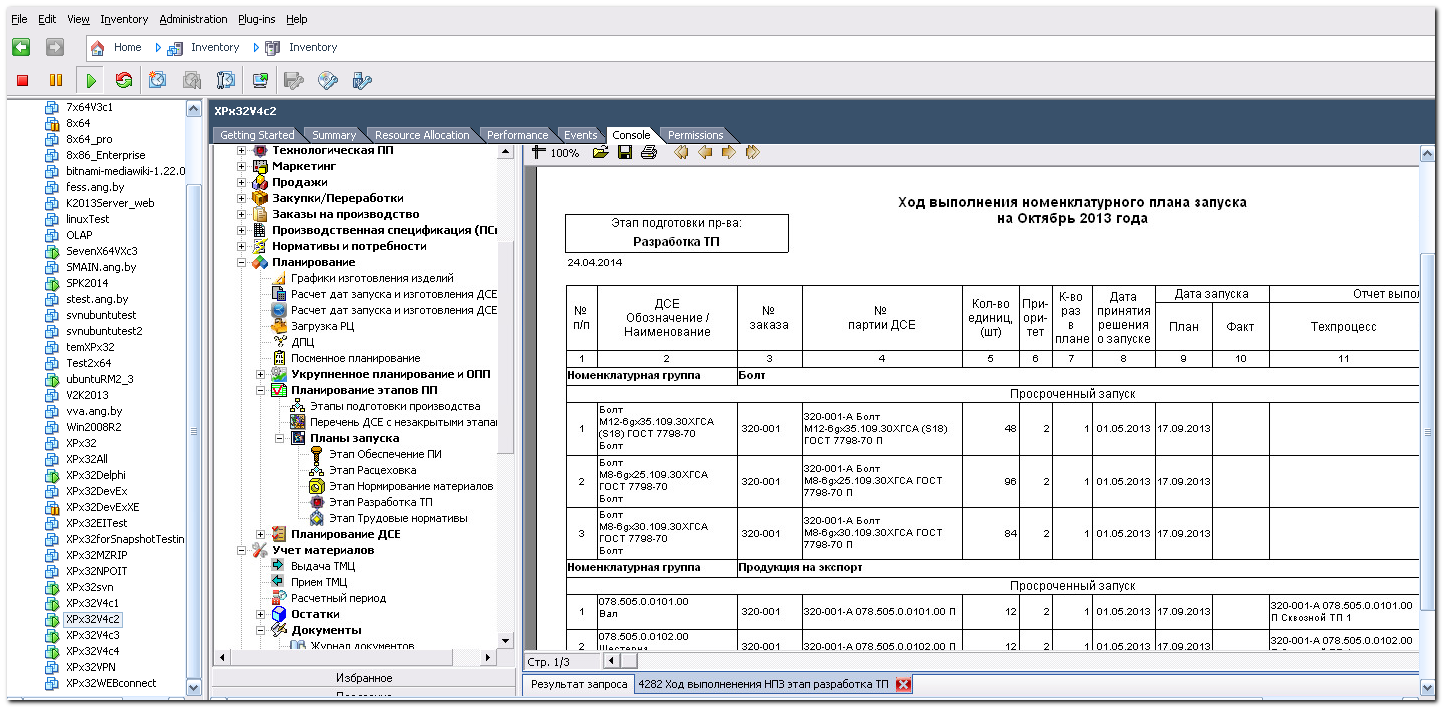 File Edit View Inventory Administration Plug-ins Help
Home Inventory Inventory
7x64V3c1
8x64
8x64_pro
8x86_Enterprise
bitnami-mediawiki-1.22.0
fess.ang.by
K2013Server_web
linuxTest
OLAP
SevenX64VXc3
SMAIN.ang.by
SPK2014
stest.ang.by
svnubuntutest
svnubuntutest2
temXPx32
Test2x64
ubuntuRM2_3
V2K2013
vva.ang.by
Win2008R2
XPx32
XPx32All
XPx32Delphi
XPx32DevEx
XPx32DevExXE
XPx32EITest
XPx32forSnapshotTestin
XPx32MZRIP
XPx32NPOIT
XPx32svn
XPx32V4c1
XPx32V4c2
XPx32V4c3
XPx32V4c4
XPx32VPN
XPx32WEBconnect
XPx32V4c2
Getting Started Summary Resource Allocation Performance Events Console Permissions
Технологическая ПП
Маркетинг
Продажи
Закупки/Переработки
Заказы на производство
Производственная спецификация (ПС
Нормативы и потребности
Планирование
Графики изготовления изделий
Расчет дат запуска и изготовления ДСЕ
Расчет дат запуска и изготовления ДСЕ
Загрузка РЦ
ДПЦ
Посменное планирование
Укрупненное планирование и ОПП
Планирование этапов ПП
Этапы подготовки производства
Перечень ДСЕ с незакрытыми этапа
Планы запуска
Этап Обеспечение ПИ
Этап Расцеховка
Этап Нормирование материалов
Этап Разработка ТП
Этап Трудовые нормативы
Планирование ДСЕ
Учет материалов
Выдача ТМЦ
Прием ТМЦ
Расчетный период
Остатки
Документы
Журнал документов
Избранное
100%
Ход выполнения номенклатурного плана запуска
на Октябрь 2013 года
Этап подготовки пр-ва:
Разработка ТП
24.04.2014
№ п/п
ДСЕ Обозначение / Наименование
№ заказа
№ партии ДСЕ
Кол-во единиц, (шт)
При- ори- тет
К-во раз в плане
Дата принятия решения о запуске
Дата запуска
План Факт
Отчет выпол
Техпроцесс
1 2 3 4 5 6 7 8 9 10 11
Номенклатурная группа Болт
Просроченный запуск
1 Болт М12-6gх35.109.30ХГСА (S18) ГОСТ 7798-70 Болт 320-001 320-001-А Болт М12-6gх35.109.30ХГСА (S18) ГОСТ 7798-70 П 48 2 1 01.05.2013 17.09.2013
2 Болт М8-6gх25.109.30ХГСА ГОСТ 7798-70 Болт 320-001 320-001-А Болт М8-6gх25.109.30ХГСА ГОСТ 7798-70 П 96 2 1 01.05.2013 17.09.2013
3 Болт М8-6gх30.109.30ХГСА ГОСТ 7798-70 Болт 320-001 320-001-А Болт М8-6gх30.109.30ХГСА ГОСТ 7798-70 П 84 2 1 01.05.2013 17.09.2013
Номенклатурная группа Продукция на экспорт
Просроченный запуск
1 078.505.0.0101.00 Вал 320-001 320-001-А 078.505.0.0101.00 П 12 2 1 01.05.2013 17.09.2013 320-001-А 078.505.0.0101.00 П Сквозной ТП 1
2 078.505.0.0102.00 Шестерня 320-001 320-001-А 078.505.0.0102.00 П 12 2 1 01.05.2013 17.09.2013 320-001-А 078.505.0.0102.00
Стр. 1/3
Результат запроса 4282 Ход выполненения НПЗ этап разработка ТП